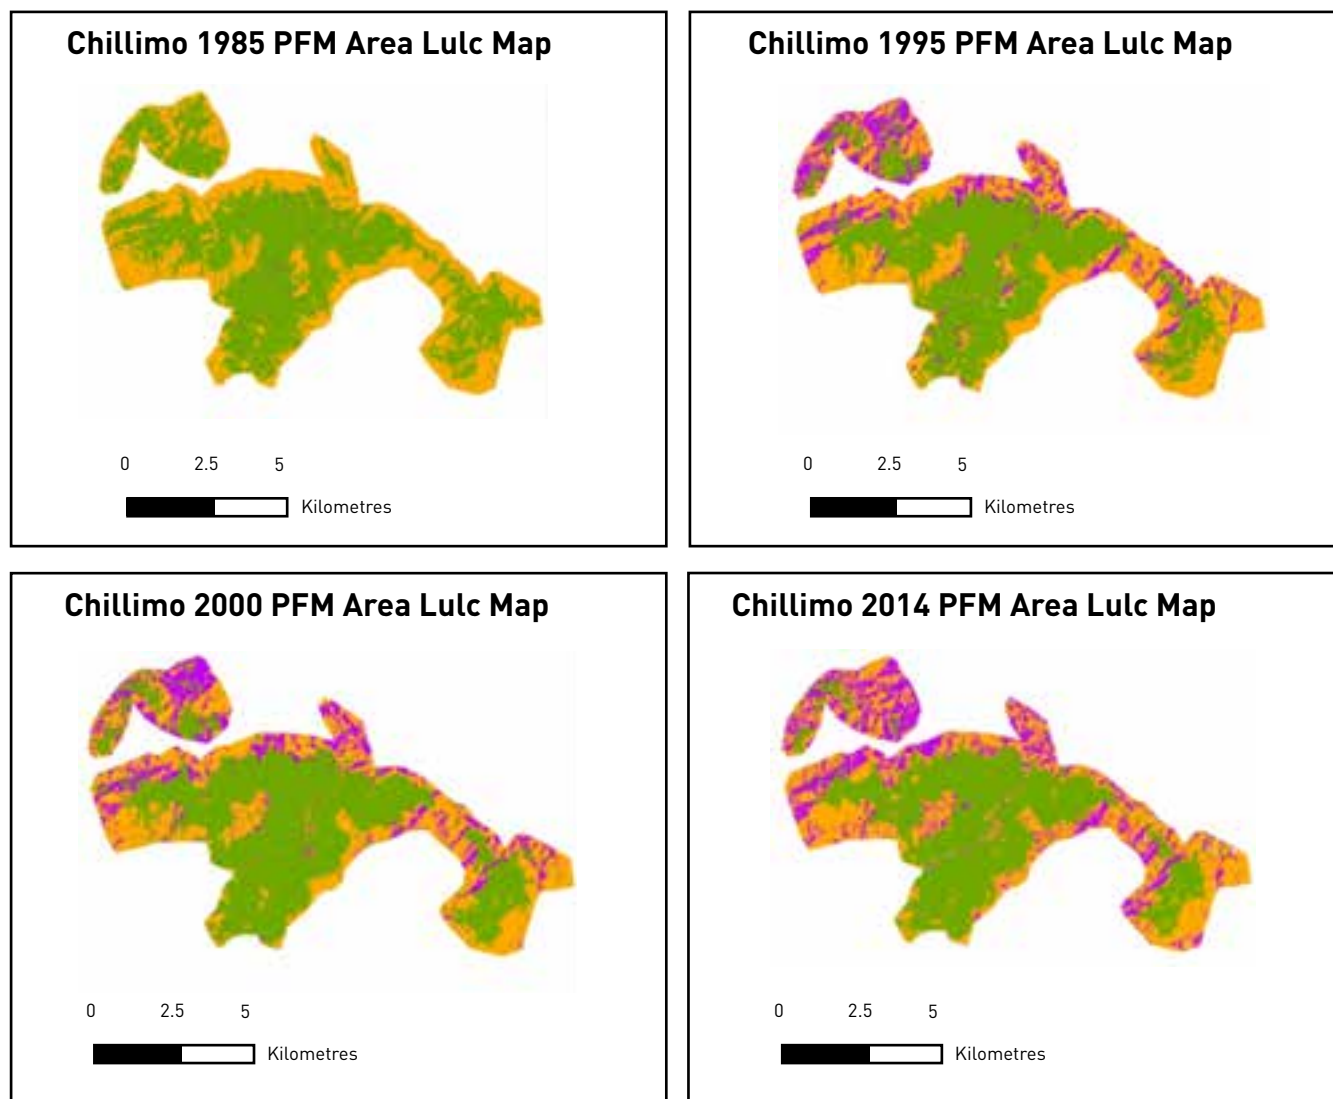 Chillimo 1985 PFM Area Lulc Map
0 2.5 5
Kilometres
Chillimo 1995 PFM Area Lulc Map
0 2.5 5
Kilometres
Chillimo 2000 PFM Area Lulc Map
0 2.5 5
Kilometres
Chillimo 2014 PFM Area Lulc Map
0 2.5 5
Kilometres